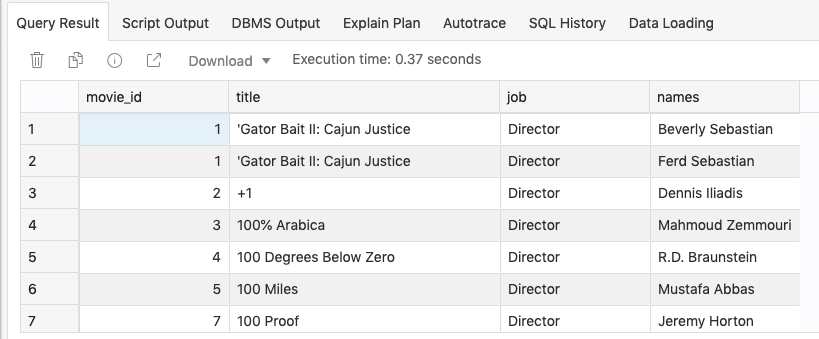 Query Result Script Output DBMS Output Explain Plan Autotrace SQL History Data Loading
Download Execution time: 0.37 seconds
movie_id title job names
1 1 'Gator Bait II: Cajun Justice Director Beverly Sebastian
2 1 'Gator Bait II: Cajun Justice Director Ferd Sebastian
3 2 +1 Director Dennis Iliadis
4 3 100% Arabica Director Mahmoud Zemmouri
5 4 100 Degrees Below Zero Director R.D. Braunstein
6 5 100 Miles Director Mustafa Abbas
7 7 100 Proof Director Jeremy Horton